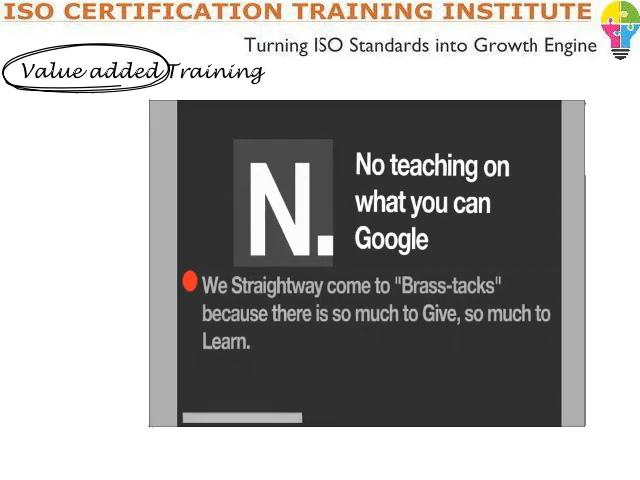 ISO CERTIFICATION TRAINING INSTITUTE
Turning ISO Standards into Growth Engine
Value added Training
N.
No teaching on
what you can
Google
We Straightway come to "Brass-tacks"
because there is so much to Give, so much to
Learn.